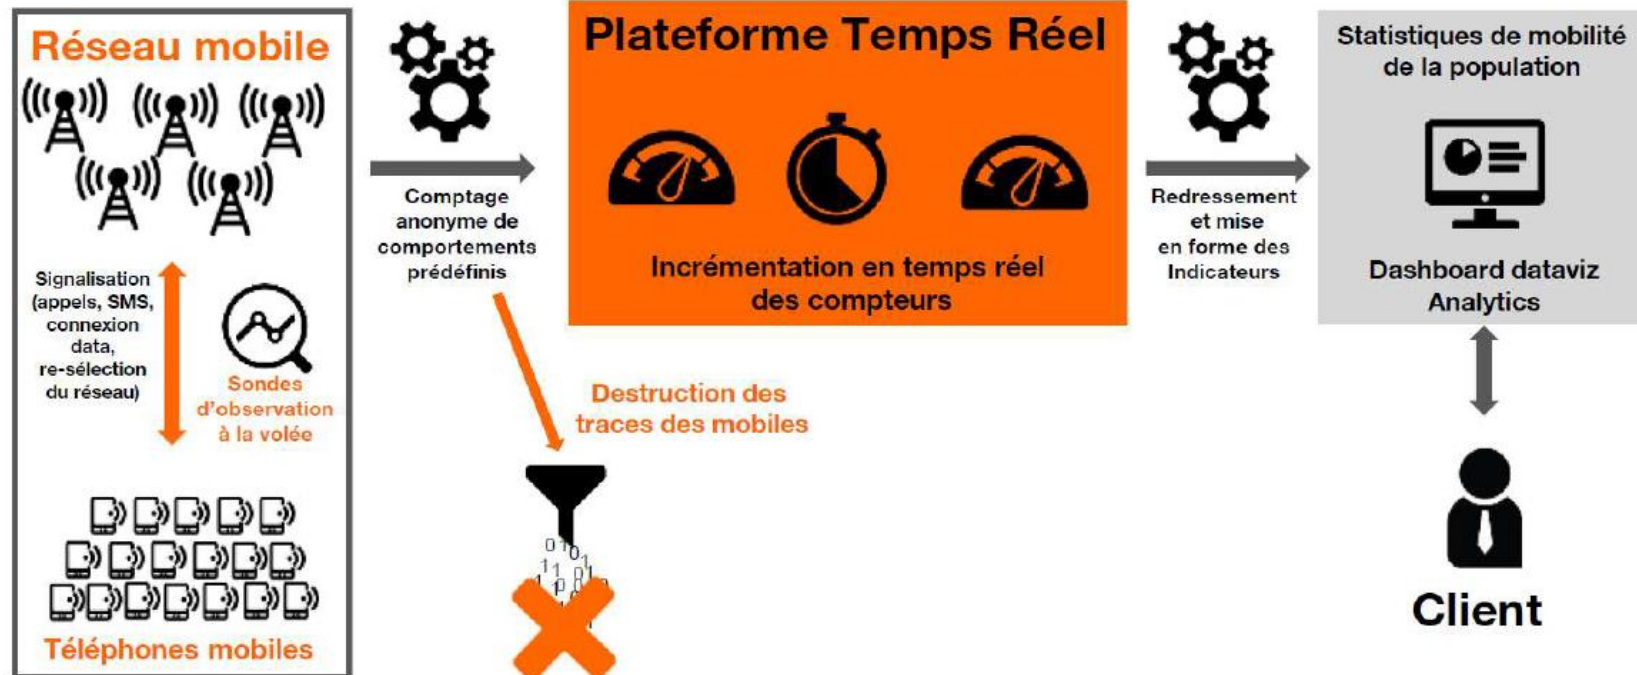 Réseau mobile
Signalisation
(appels, SMS,
connexion
data,
re-sélection
du réseau)
Sondes
d'observation
à la volée
Téléphones mobiles
Comptage
anonyme de
comportements
prédéfinis
Destruction des
traces des mobiles
Plateforme Temps Réel
Incrémentation en temps réel
des compteurs
Redressement
et mise
en forme des
Indicateurs
Statistiques de mobilité
de la population
Dashboard dataviz
Analytics
Client